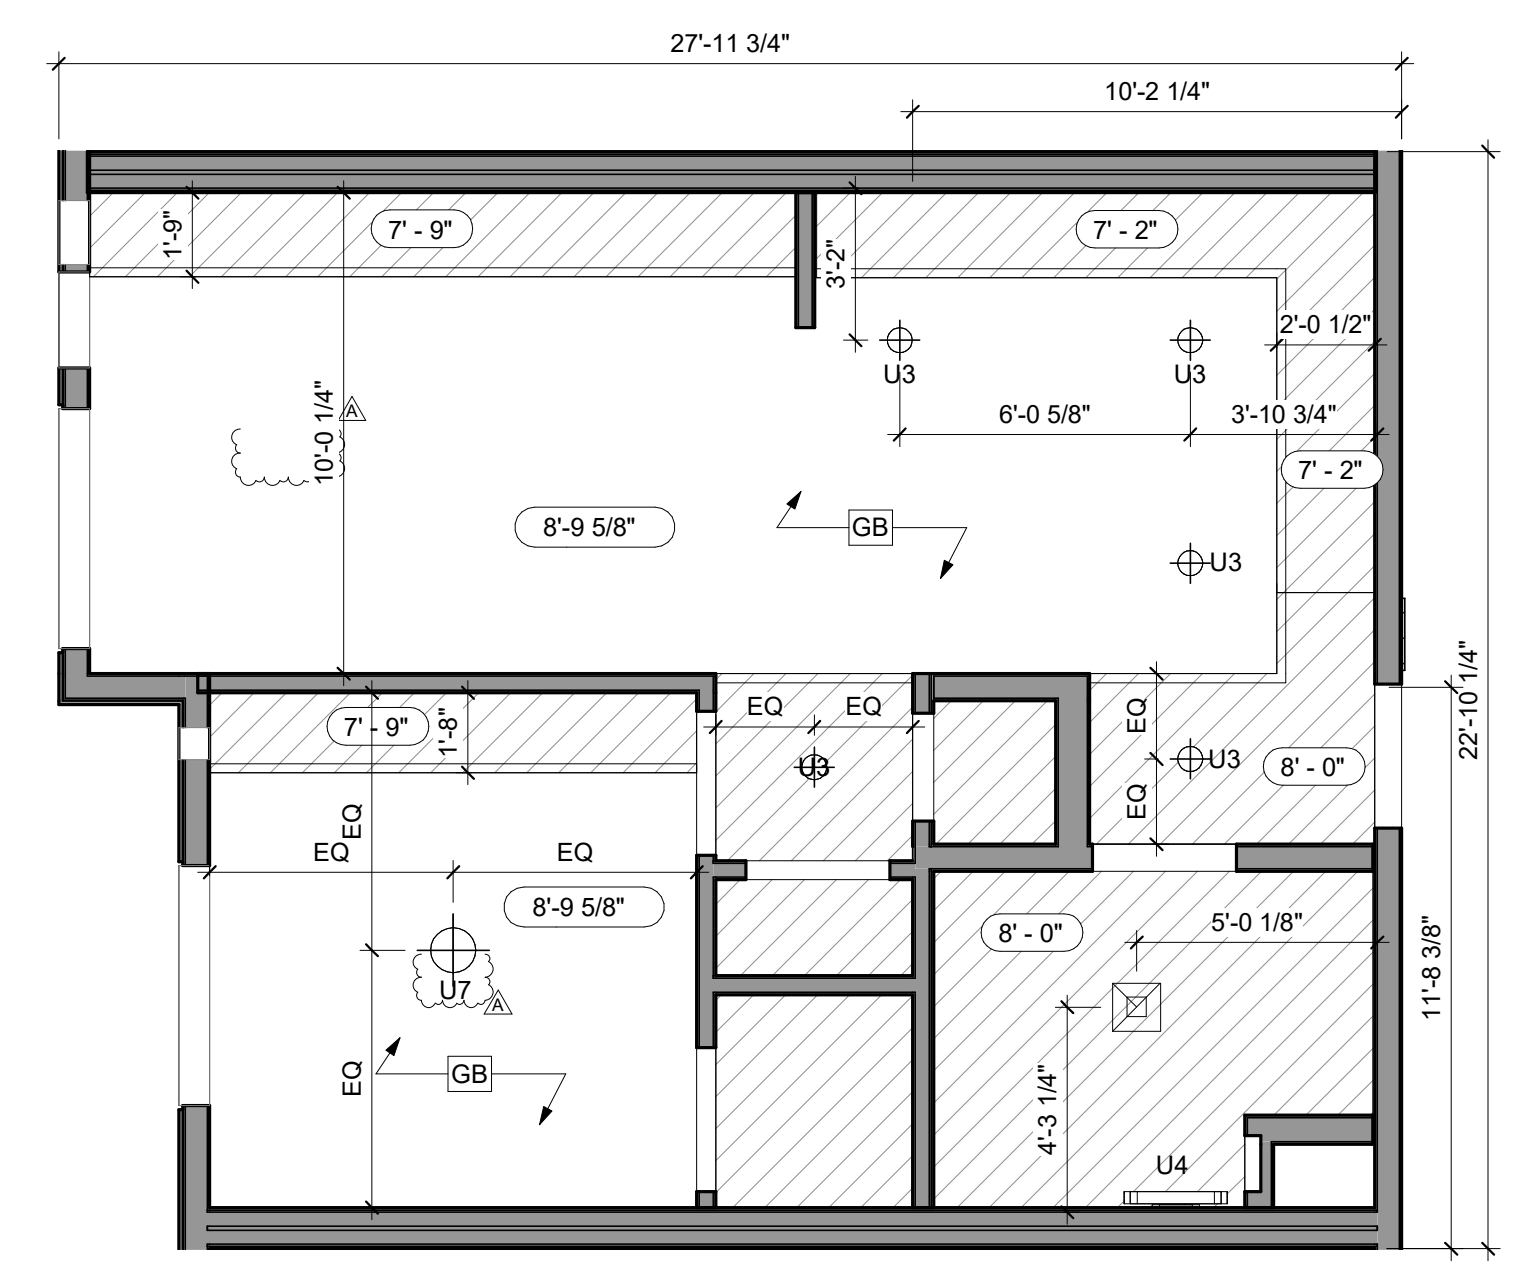 27'-11 3/4"
10'-2 1/4"
1'-9"
7' - 9"
7' - 2"
3'-2"
2'-0 1/2"
U3
U3
10'-0 1/4"
A
6'-0 5/8"
3'-10 3/4"
7' - 2"
8'-9 5/8"
GB
U3
22'-10 1/4"
7' - 9"
1'-8"
EQ
EQ
EQ
U3
U3
8' - 0"
EQ
EQ
EQ
EQ
8'-9 5/8"
8' - 0"
5'-0 1/8"
11'-8 3/8"
U7
A
GB
EQ
4'-3 1/4"
U4